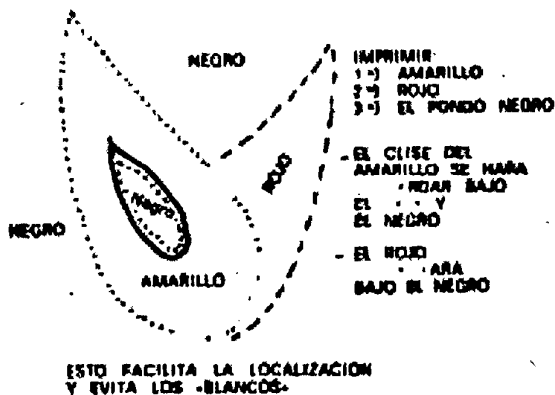 NEGRO
IMPRIMIR
1º) AMARILLO
2º) ROJO
3º) EL FONDO NEGRO
ROJO
- EL CLISE DEL
AMARILLO SE HARA
BAJO
EL Y
EL NEGRO
Negro
NEGRO
AMARILLO
- EL ROJO
BAJO EL NEGRO
ESTO FACILITA LA LOCALIZACIÓN
Y EVITA LOS «BLANCOS»